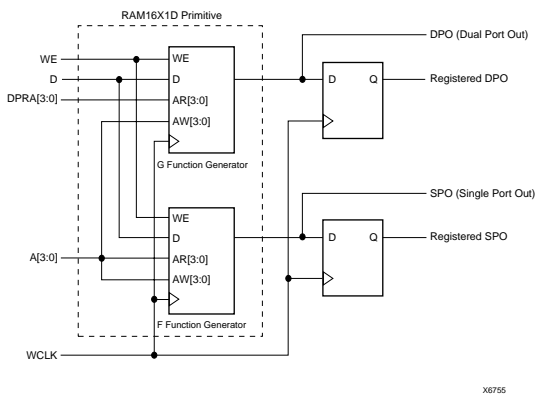 RAM16X1D Primitive
WE
D
DPRA[3:0]
WE
D
AR[3:0]
AW[3:0]
G Function Generator
DPO (Dual Port Out)
D
Q
Registered DPO
A[3:0]
WE
D
AR[3:0]
AW[3:0]
F Function Generator
SPO (Single Port Out)
D
Q
Registered SPO
WCLK
X6755